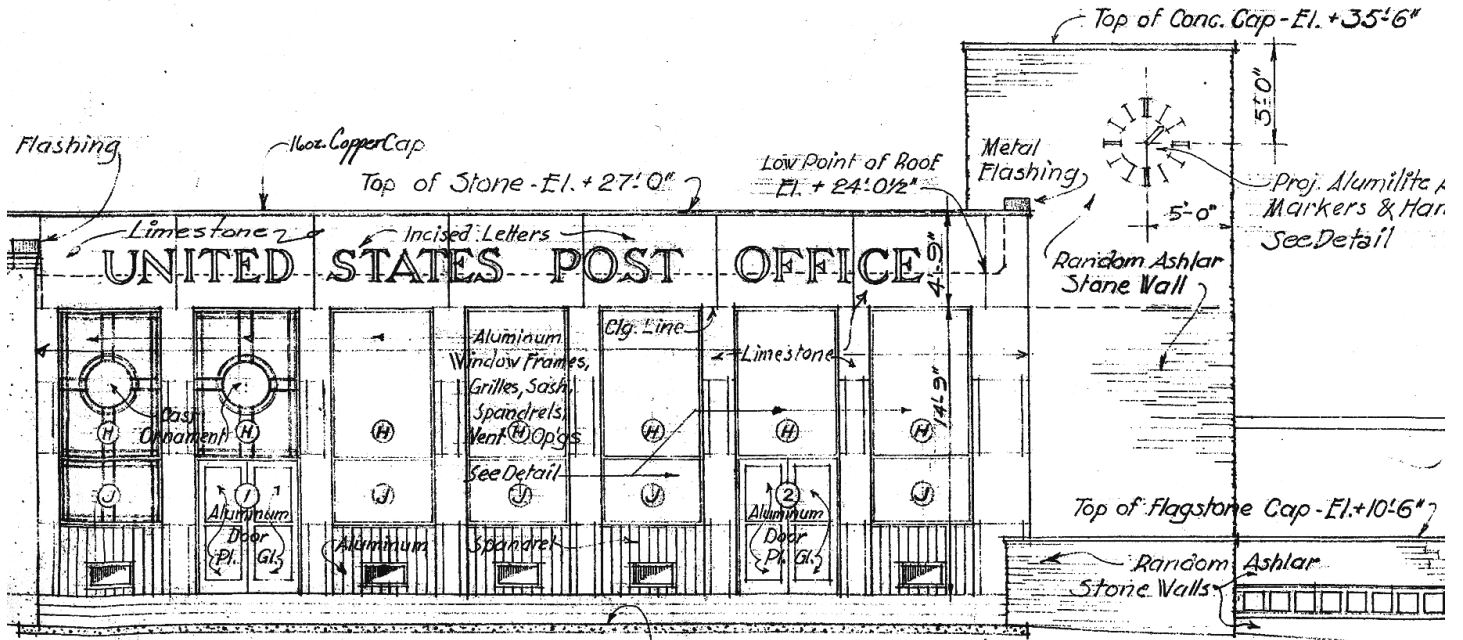 Top of Conc. Cap - El. +35'-6"
5'-0"
Flashing
16oz. Copper Cap
Top of Stone - El. + 27'-0"
Low Point of Roof
El. + 24'-0½"
Metal
Flashing
Proj. Alumilite
Markers & Han
See Detail
5'-0"
Limestone
Incised Letters
UNITED STATES POST OFFICE
4'-9"
Random Ashlar
Stone Wall
Aluminum
Window Frames,
Grilles, Sash,
Spandrels,
Vent Op'gs
See Detail
Clg. Line
Limestone
14'-9"
Cast
Ornament
H
H
H
H
H
H
H
J
1
J
J
J
2
J
Aluminum
Door
Pl. Gl.
Aluminum
Spandrel
Aluminum
Door
Pl. Gl.
Top of Flagstone Cap - El. +10'-6"
Random Ashlar
Stone Walls